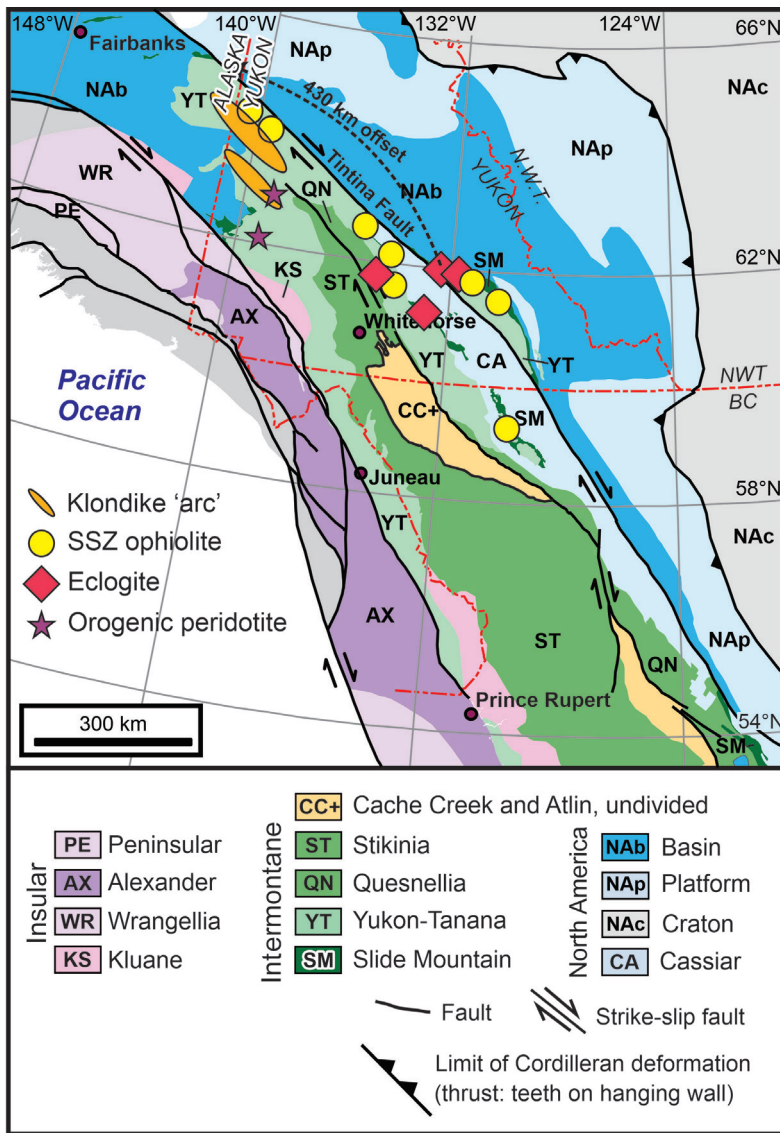 148°W
140°W
132°W
124°W
66°N
Fairbanks
NAp
NAc
NAb
ALASKA
YUKON
YT
430 km offset
N.W.T.
YUKON
NAp
WR
QN
Tintina Fault
NAb
PE
62°N
SM
KS
ST
AX
Whitehorse
YT
CA
YT
NWT
BC
Pacific
Ocean
CC+
SM
Juneau
58°N
Klondike ‘arc’
YT
NAc
SSZ ophiolite
Eclogite
Orogenic peridotite
AX
ST
QN
NAp
Prince Rupert
54°N
300 km
SM
Insular
PE Peninsular
AX Alexander
WR Wrangellia
KS Kluane
Intermontane
CC+ Cache Creek and Atlin, undivided
ST Stikinia
QN Quesnellia
YT Yukon-Tanana
SM Slide Mountain
North America
NAb Basin
NAp Platform
NAc Craton
CA Cassiar
Fault
Strike-slip fault
Limit of Cordilleran deformation
(thrust: teeth on hanging wall)